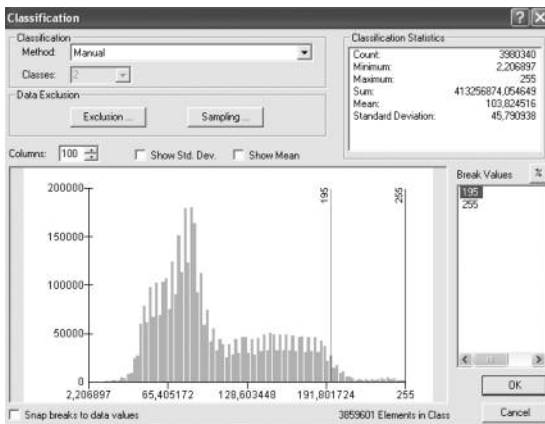 Classification
Classification
Method: Manual
Classes: 2
Data Exclusion
Exclusion ... Sampling ...
Classification Statistics
Count: 3980340
Minimum: 2,206897
Maximum: 255
Sum: 413256874,054649
Mean: 103,824516
Standard Deviation: 45,790938
Columns: 100 Show Std. Dev. Show Mean
Break Values %
195
255
200000
150000
100000
50000
0
195
255
2,206897 65,405172 128,603448 191,801724 255
Snap breaks to data values 3859601 Elements in Class
OK
Cancel